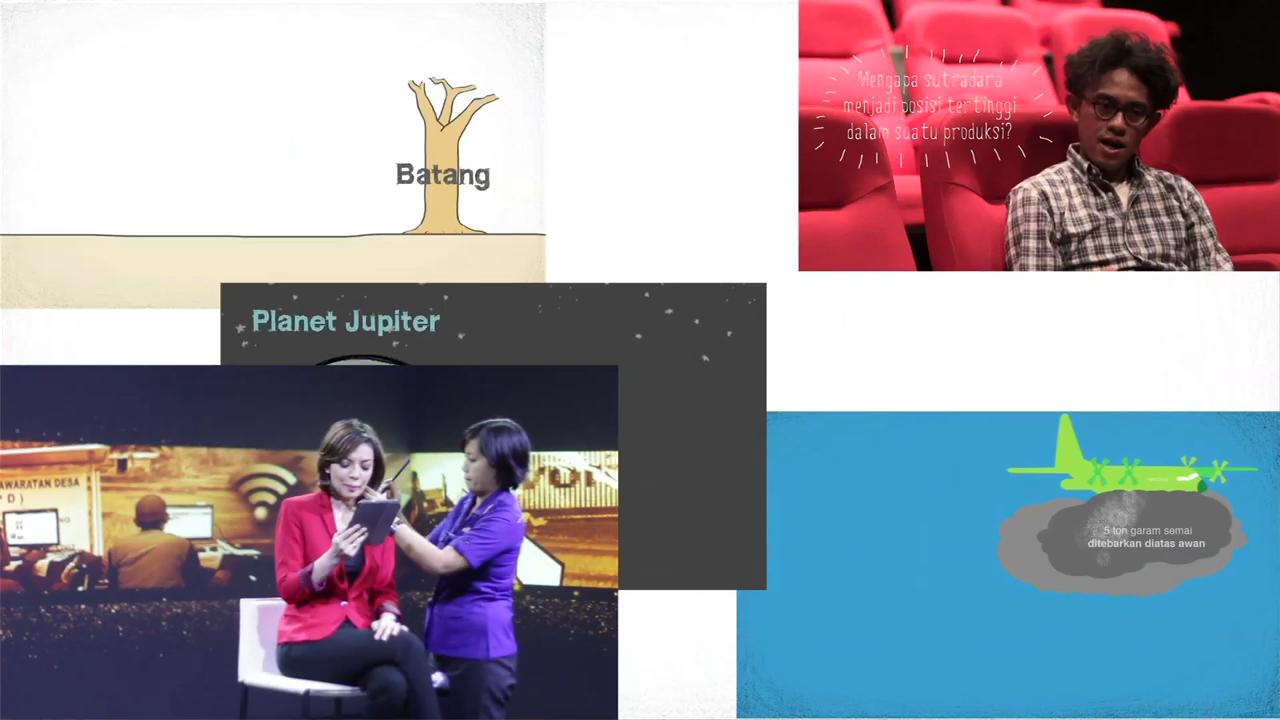 Batang
Mengapa sutradara
menjadi posisi tertinggi
dalam suatu produksi?
Planet Jupiter
AWARATAN DESA
PD)
5 ton garam semai
ditebarkan diatas awan